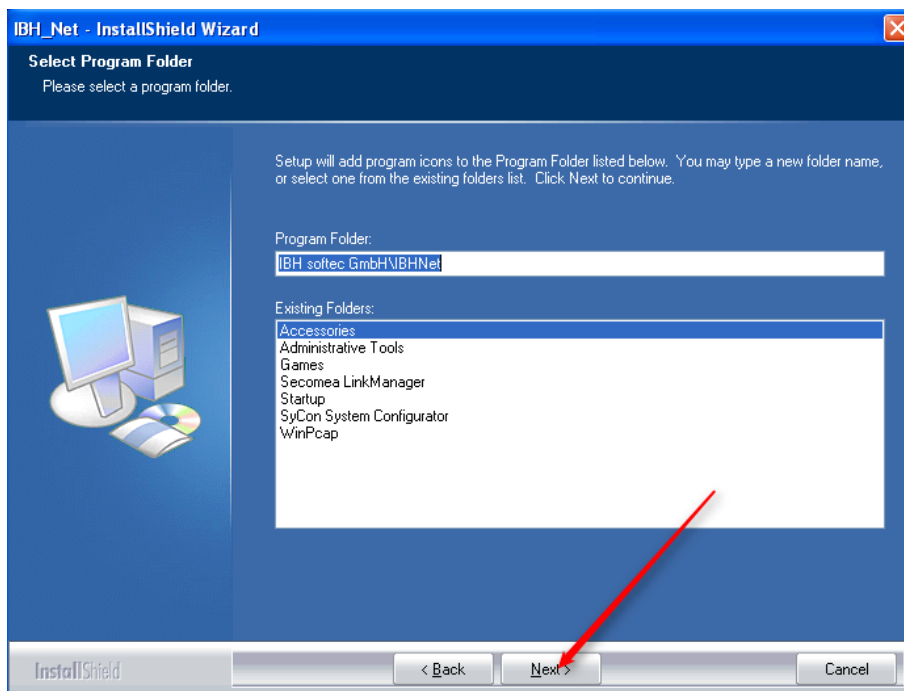 IBH_Net - InstallShield Wizard
Select Program Folder
Please select a program folder.
Setup will add program icons to the Program Folder listed below. You may type a new folder name,
or select one from the existing folders list. Click Next to continue.
Program Folder:
IBH softec GmbH\IBHNet
Existing Folders:
Accessories
Administrative Tools
Games
Secomea LinkManager
Startup
SyCon System Configurator
WinPcap
InstallShield
< Back
Next >
Cancel